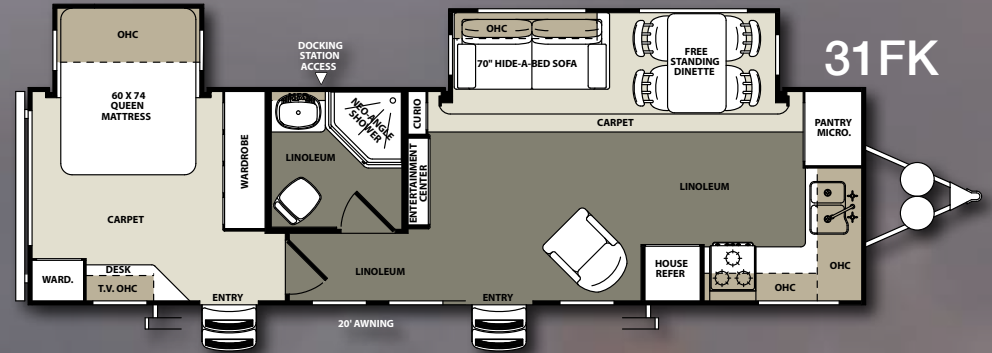 31FK
OHC
60 X 74
QUEEN
MATTRESS
DOCKING
STATION
ACCESS
OHC
70" HIDE-A-BED SOFA
FREE
STANDING
DINETTE
WARDROBE
NEO-ANGLE
SHOWER
LINOLEUM
CURIO
CARPET
PANTRY
MICRO.
ENTERTAINMENT
CENTER
LINOLEUM
CARPET
WARD.
DESK
T.V. OHC
LINOLEUM
HOUSE
REFER
OHC
OHC
ENTRY
ENTRY
20' AWNING